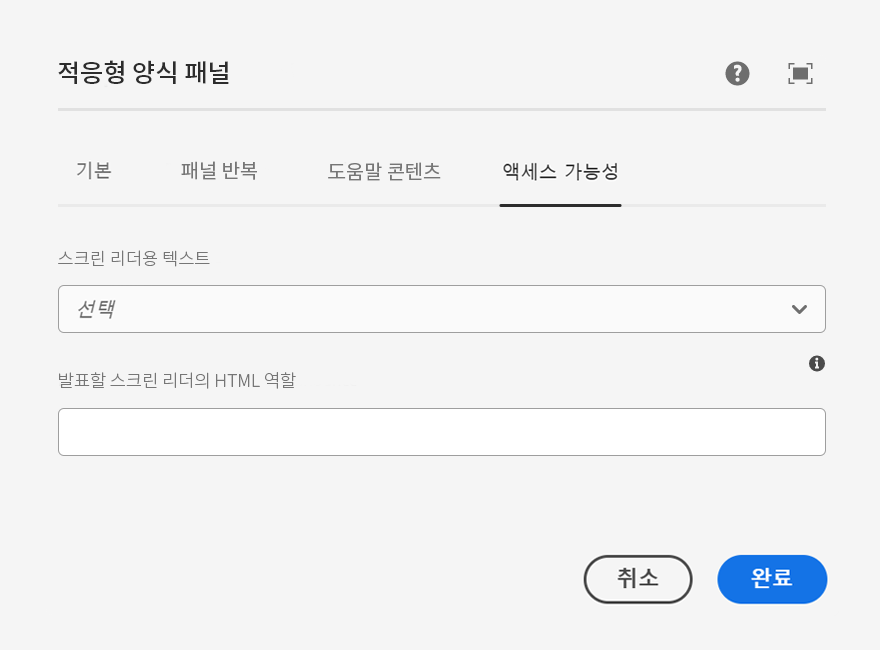 적응형 양식 패널
기본 패널 반복 도움말 콘텐츠 액세스 가능성
스크린 리더용 텍스트
선택
발표할 스크린 리더의 HTML 역할
취소 완료